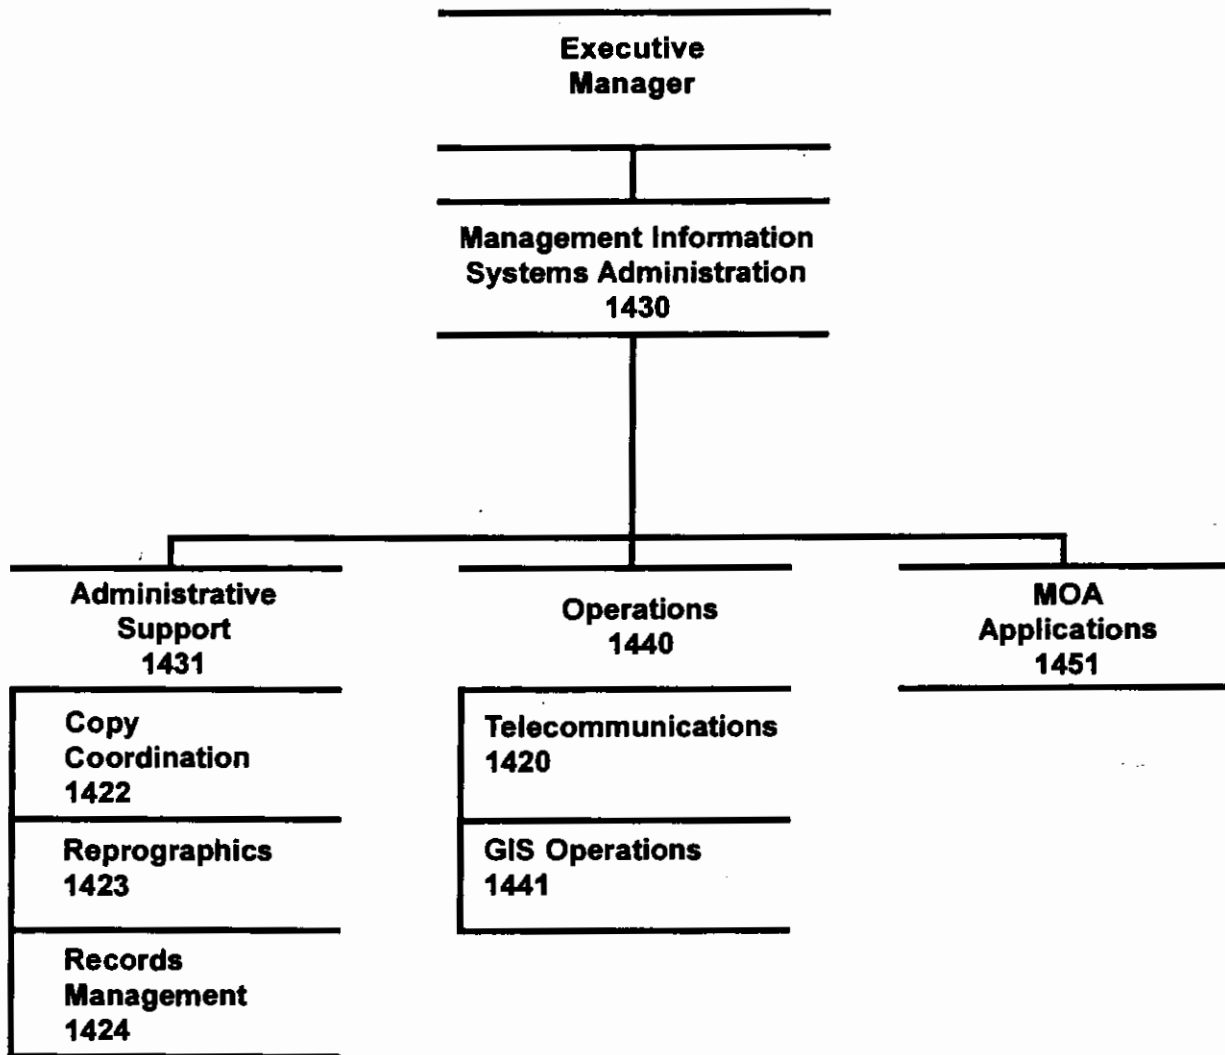 Executive
Manager
Management Information
Systems Administration
1430
Administrative
Support
1431
Operations
1440
MOA
Applications
1451
Copy
Coordination
1422
Reprographics
1423
Records
Management
1424
Telecommunications
1420
GIS Operations
1441